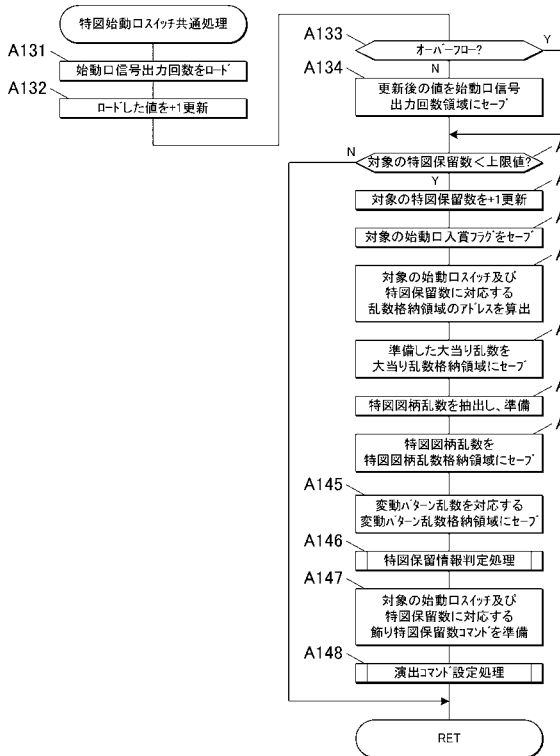 特図始動口スイッチ共通処理
A131
始動口信号出力回数をロード
A132
ロードした値を+1更新
A133
オーバーフロー?
Y
N
A134
更新後の値を始動口信号
出力回数領域にセーブ
N
対象の特図保留数<上限値?
A
Y
A
対象の特図保留数を+1更新
A
対象の始動口入賞フラグをセーブ
A
対象の始動口スイッチ及び
特図保留数に対応する
乱数格納領域のアドレスを算出
A
準備した大当り乱数を
大当り乱数格納領域にセーブ
A
特図図柄乱数を抽出し、準備
A
特図図柄乱数を
特図図柄乱数格納領域にセーブ
A145
変動パターン乱数を対応する
変動パターン乱数格納領域にセーブ
A146
特図保留情報判定処理
A147
対象の始動口スイッチ及び
特図保留数に対応する
飾り特図保留数コマンドを準備
A148
演出コマンド設定処理
RET